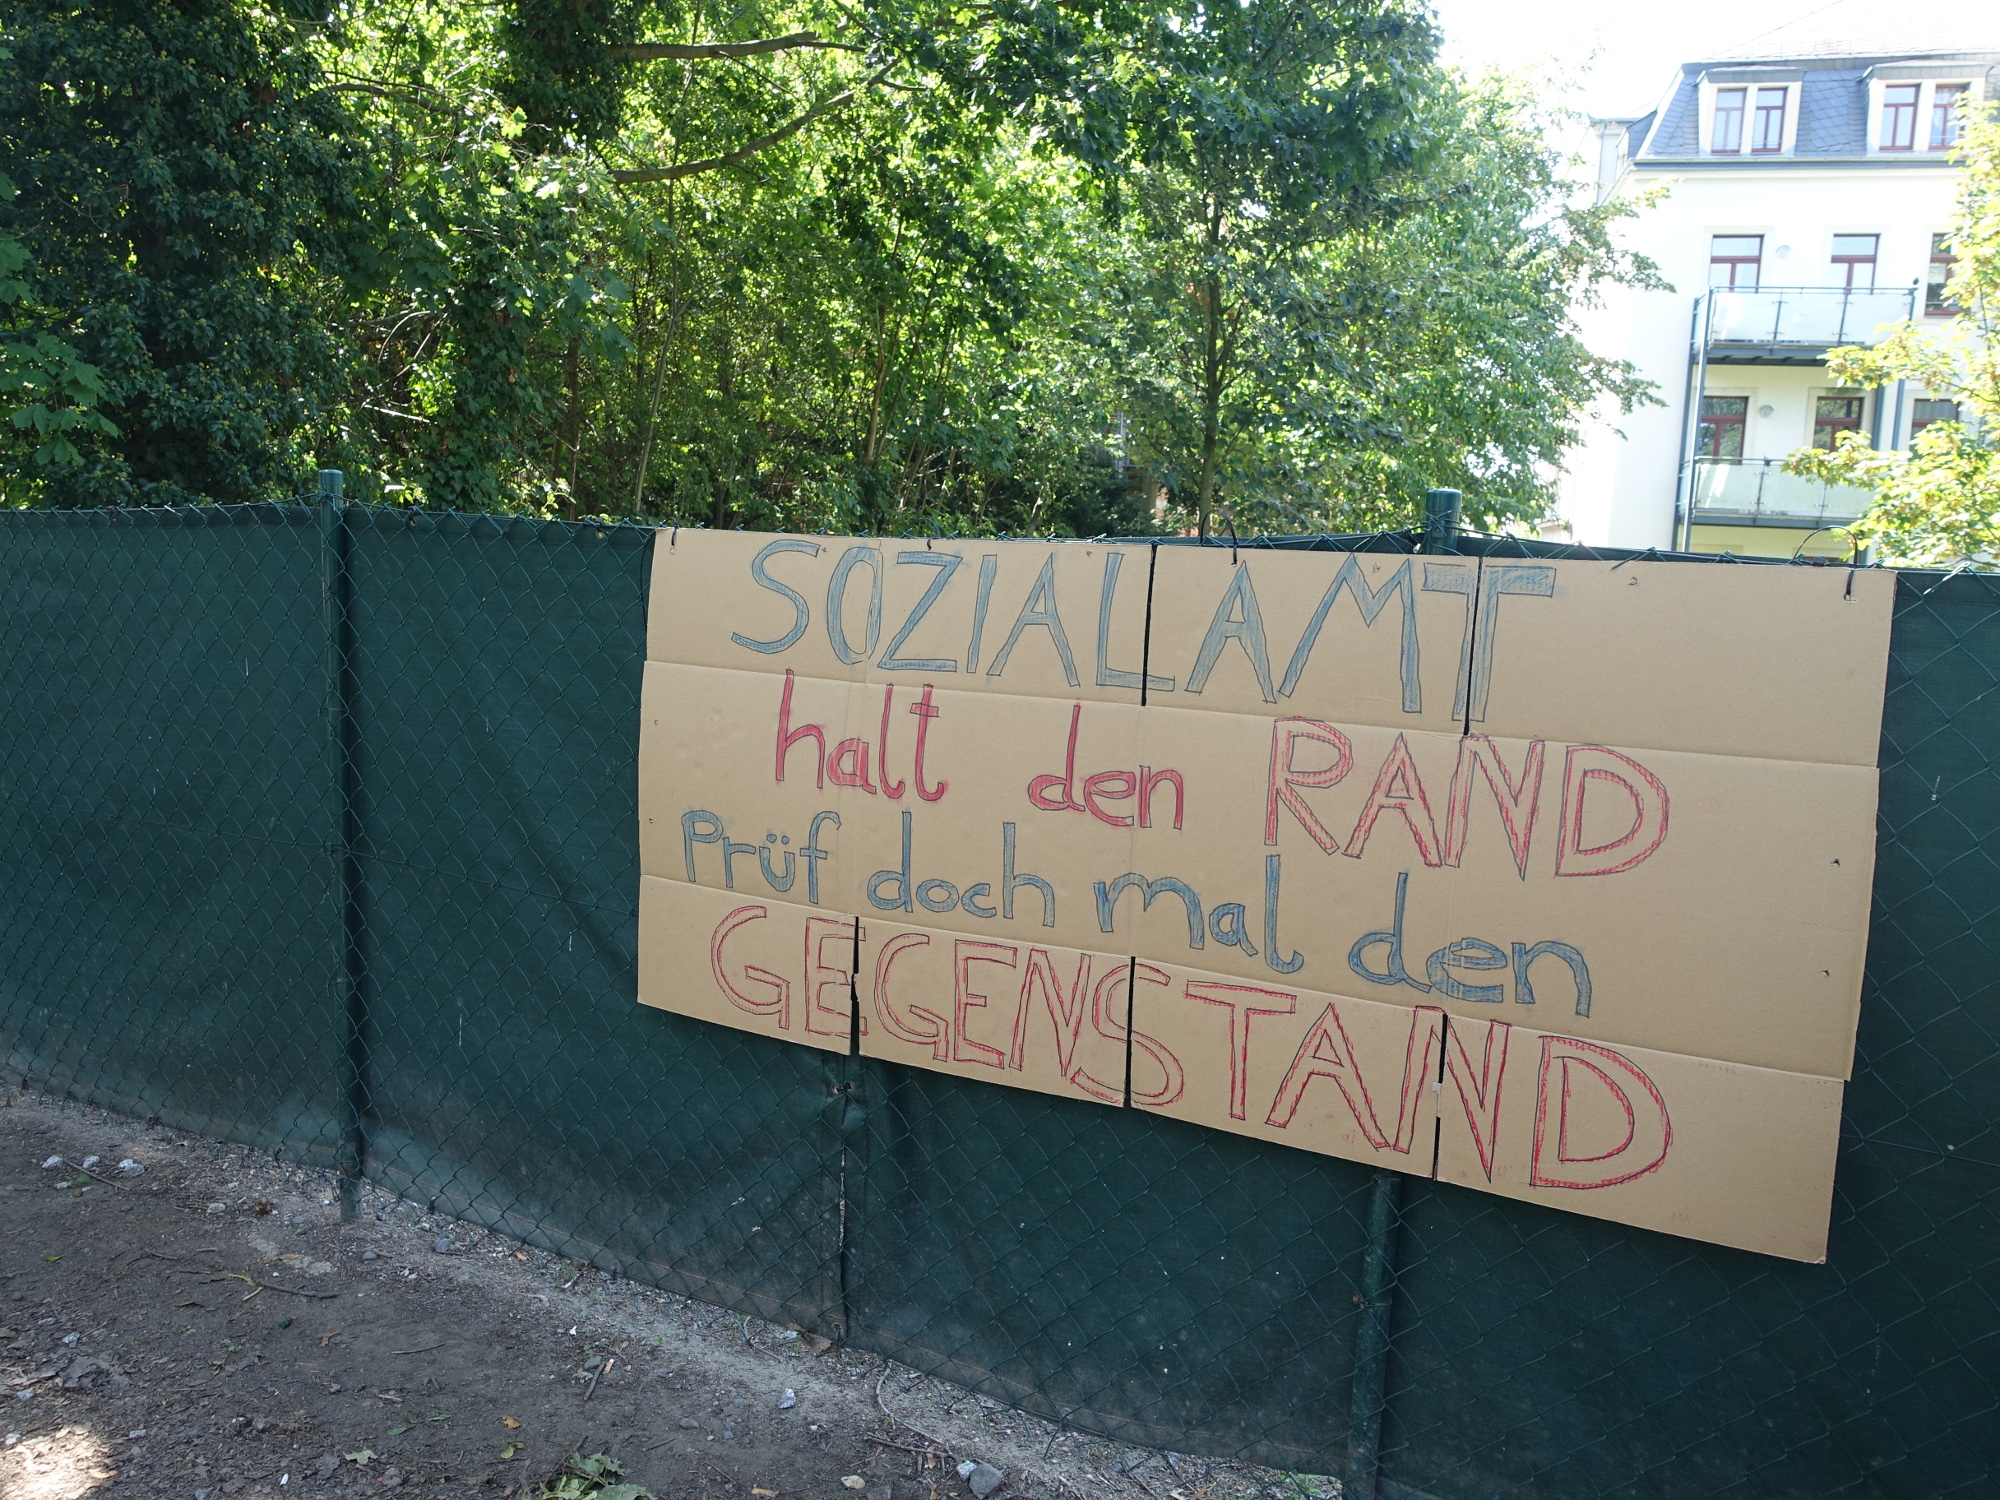 SOZIALAMT
halt den RAND
Prüf doch mal den
GEGENSTAND